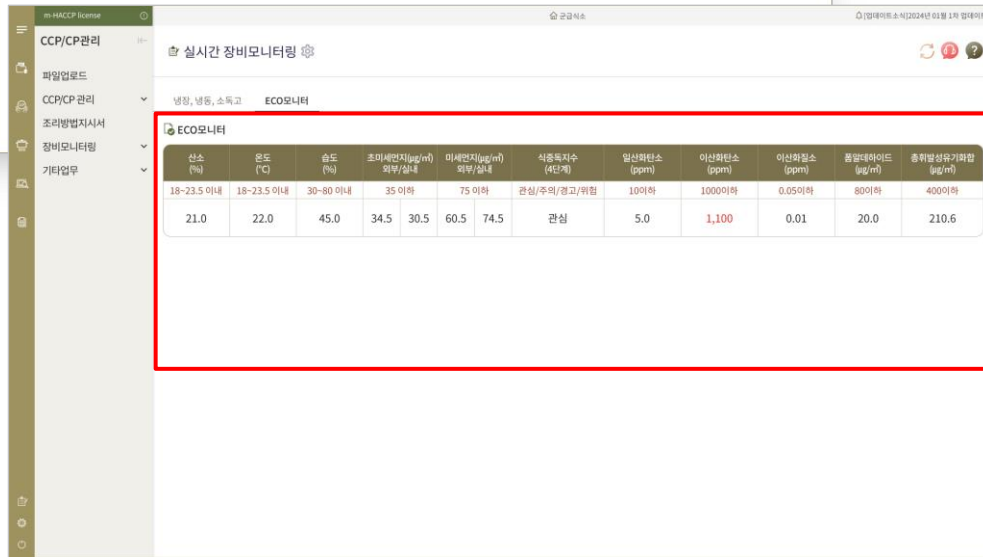 m-HACCP license
군급식소
[업데이트소식]2024년 01월 1차 업데이트
CCP/CP관리
파일업로드
CCP/CP 관리
조리방법지시서
장비모니터링
기타업무
실시간 장비모니터링
냉장, 냉동, 소독고 ECO모니터
ECO모니터
산소 (%) 온도 (℃) 습도 (%) 초미세먼지(μg/㎥) 외부/실내 미세먼지(μg/㎥) 외부/실내 식중독지수 (4단계) 일산화탄소 (ppm) 이산화탄소 (ppm) 이산화질소 (ppm) 폼알데하이드 (μg/㎥) 총휘발성유기화합 (μg/㎥)
18~23.5 이내 18~23.5 이내 30~80 이내 35 이하 75 이하 관심/주의/경고/위험 10이하 1000이하 0.05이하 80이하 400이하
21.0 22.0 45.0 34.5 30.5 60.5 74.5 관심 5.0 1,100 0.01 20.0 210.6